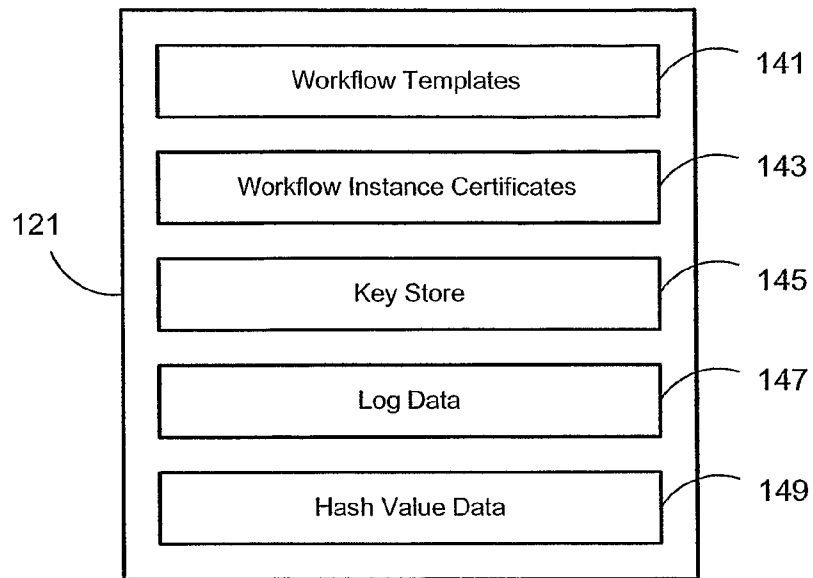 Workflow Templates
141
Workflow Instance Certificates
143
121
Key Store
145
Log Data
147
Hash Value Data
149